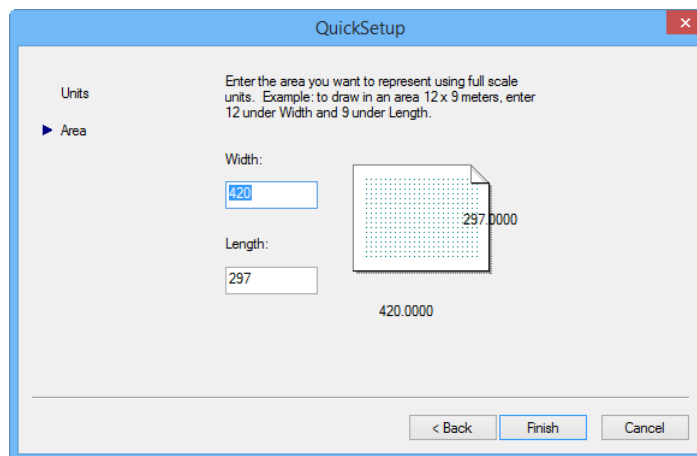 QuickSetup
Units
Area
Enter the area you want to represent using full scale
units. Example: to draw in an area 12 x 9 meters, enter
12 under Width and 9 under Length.
Width:
420
Length:
297
297.0000
420.0000
< Back
Finish
Cancel